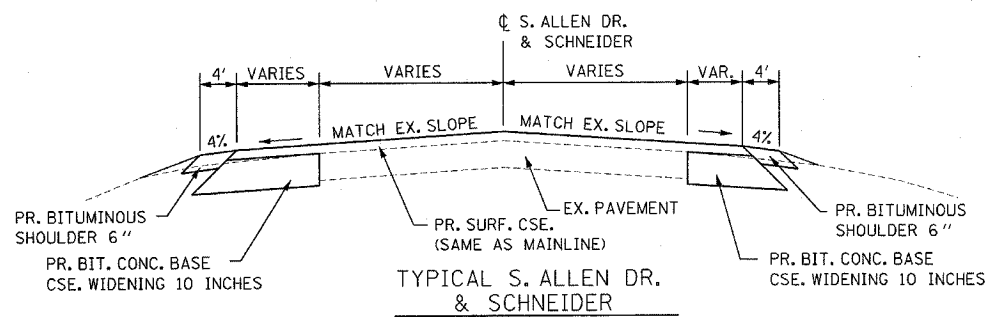 ℄ S. ALLEN DR.
& SCHNEIDER
4' VARIES VARIES VARIES VAR. 4'
4% MATCH EX. SLOPE MATCH EX. SLOPE 4%
PR. BITUMINOUS
SHOULDER 6"
PR. BIT. CONC. BASE
CSE. WIDENING 10 INCHES
PR. SURF. CSE.
(SAME AS MAINLINE)
EX. PAVEMENT
PR. BITUMINOUS
SHOULDER 6"
PR. BIT. CONC. BASE
CSE. WIDENING 10 INCHES
TYPICAL S. ALLEN DR.
& SCHNEIDER